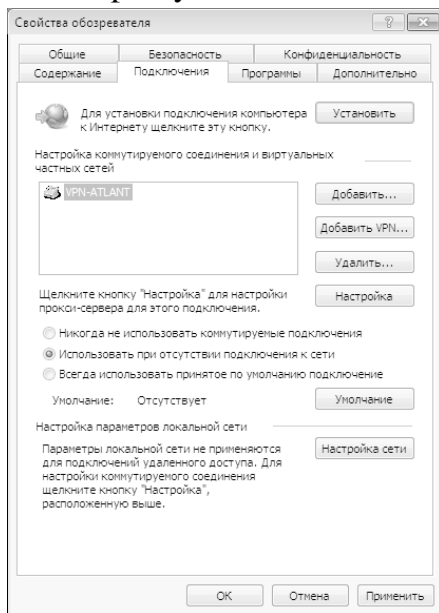 Свойства обозревателя
Общие Безопасность Конфиденциальность
Содержание Подключения Программы Дополнительно
Для установки подключения компьютера
к Интернету щелкните эту кнопку.
Установить
Настройка коммутируемого соединения и виртуальных
частных сетей
VPN-ATLANT
Добавить...
Добавить VPN...
Удалить...
Щелкните кнопку "Настройка" для настройки
прокси-сервера для этого подключения.
Настройка
Никогда не использовать коммутируемые подключения
Использовать при отсутствии подключения к сети
Всегда использовать принятое по умолчанию подключение
Умолчание: Отсутствует
Умолчание
Настройка параметров локальной сети
Параметры локальной сети не применяются
для подключений удаленного доступа. Для
настройки коммутируемого соединения
щелкните кнопку "Настройка",
расположенную выше.
Настройка сети
ОК Отмена Применить